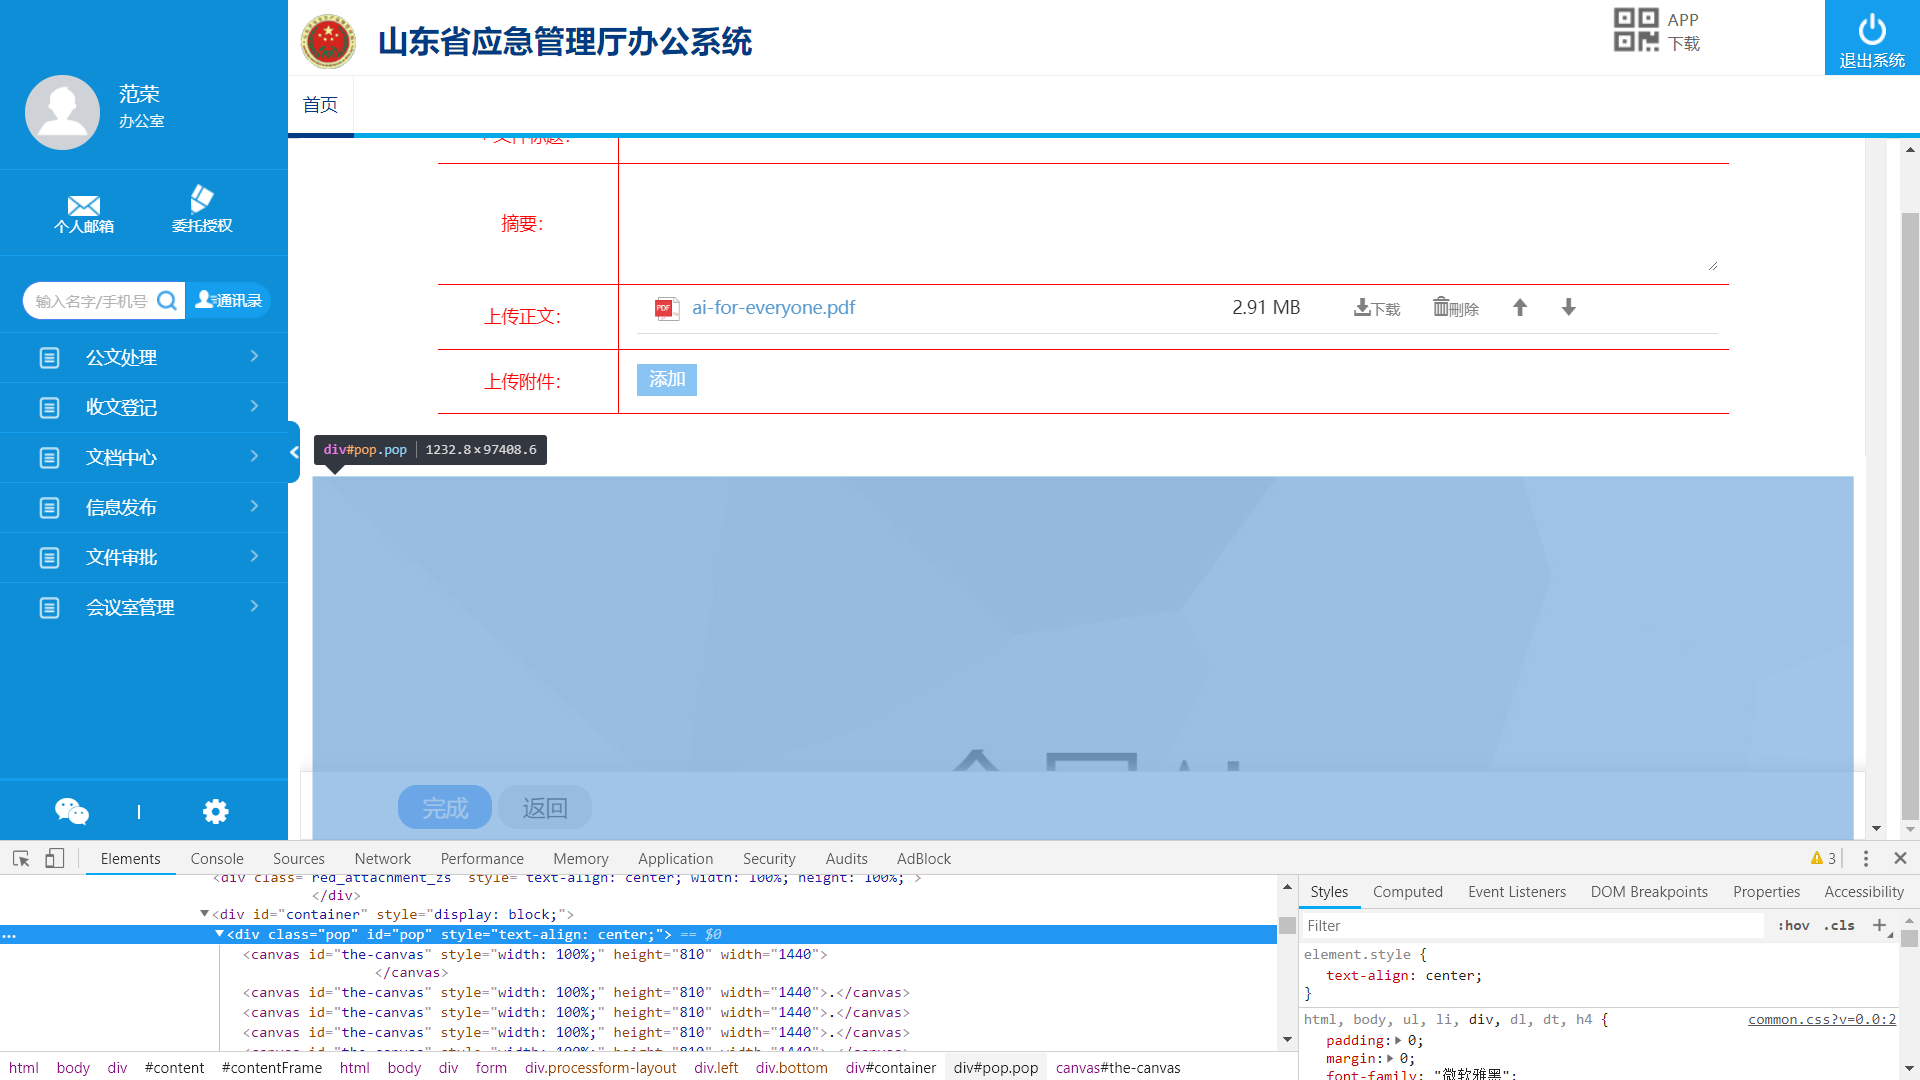 山东省应急管理厅办公系统
APP
下载
退出系统
范荣
办公室
首页
个人邮箱
委托授权
摘要:
输入名字/手机号
通讯录
上传正文:
ai-for-everyone.pdf
2.91 MB
下载
删除
公文处理
上传附件:
添加
收文登记
div#pop.pop
1232.8×97408.6
文档中心
信息发布
文件审批
会议室管理
完成
返回
Elements
Console
Sources
Network
Performance
Memory
Application
Security
Audits
AdBlock
3
<div class="red_attachment_zs" style="text-align: center; width: 100%; height: 100%;">
</div>
<div id="container" style="display: block;">
<div class="pop" id="pop" style="text-align: center;"> == $0
<canvas id="the-canvas" style="width: 100%;" height="810" width="1440">
</canvas>
<canvas id="the-canvas" style="width: 100%;" height="810" width="1440">.</canvas>
<canvas id="the-canvas" style="width: 100%;" height="810" width="1440">.</canvas>
<canvas id="the-canvas" style="width: 100%;" height="810" width="1440">.</canvas>
html body div #content #contentFrame html body div form div.processform-layout div.left div.bottom div#container div#pop.pop canvas#the-canvas
Styles
Computed
Event Listeners
DOM Breakpoints
Properties
Accessibility
Filter
:hov .cls +
element.style {
text-align: center;
}
html, body, ul, li, div, dl, dt, h4 {
common.css?v=0.0:2
padding: 0;
margin: 0;
font-family: "微软雅黑";